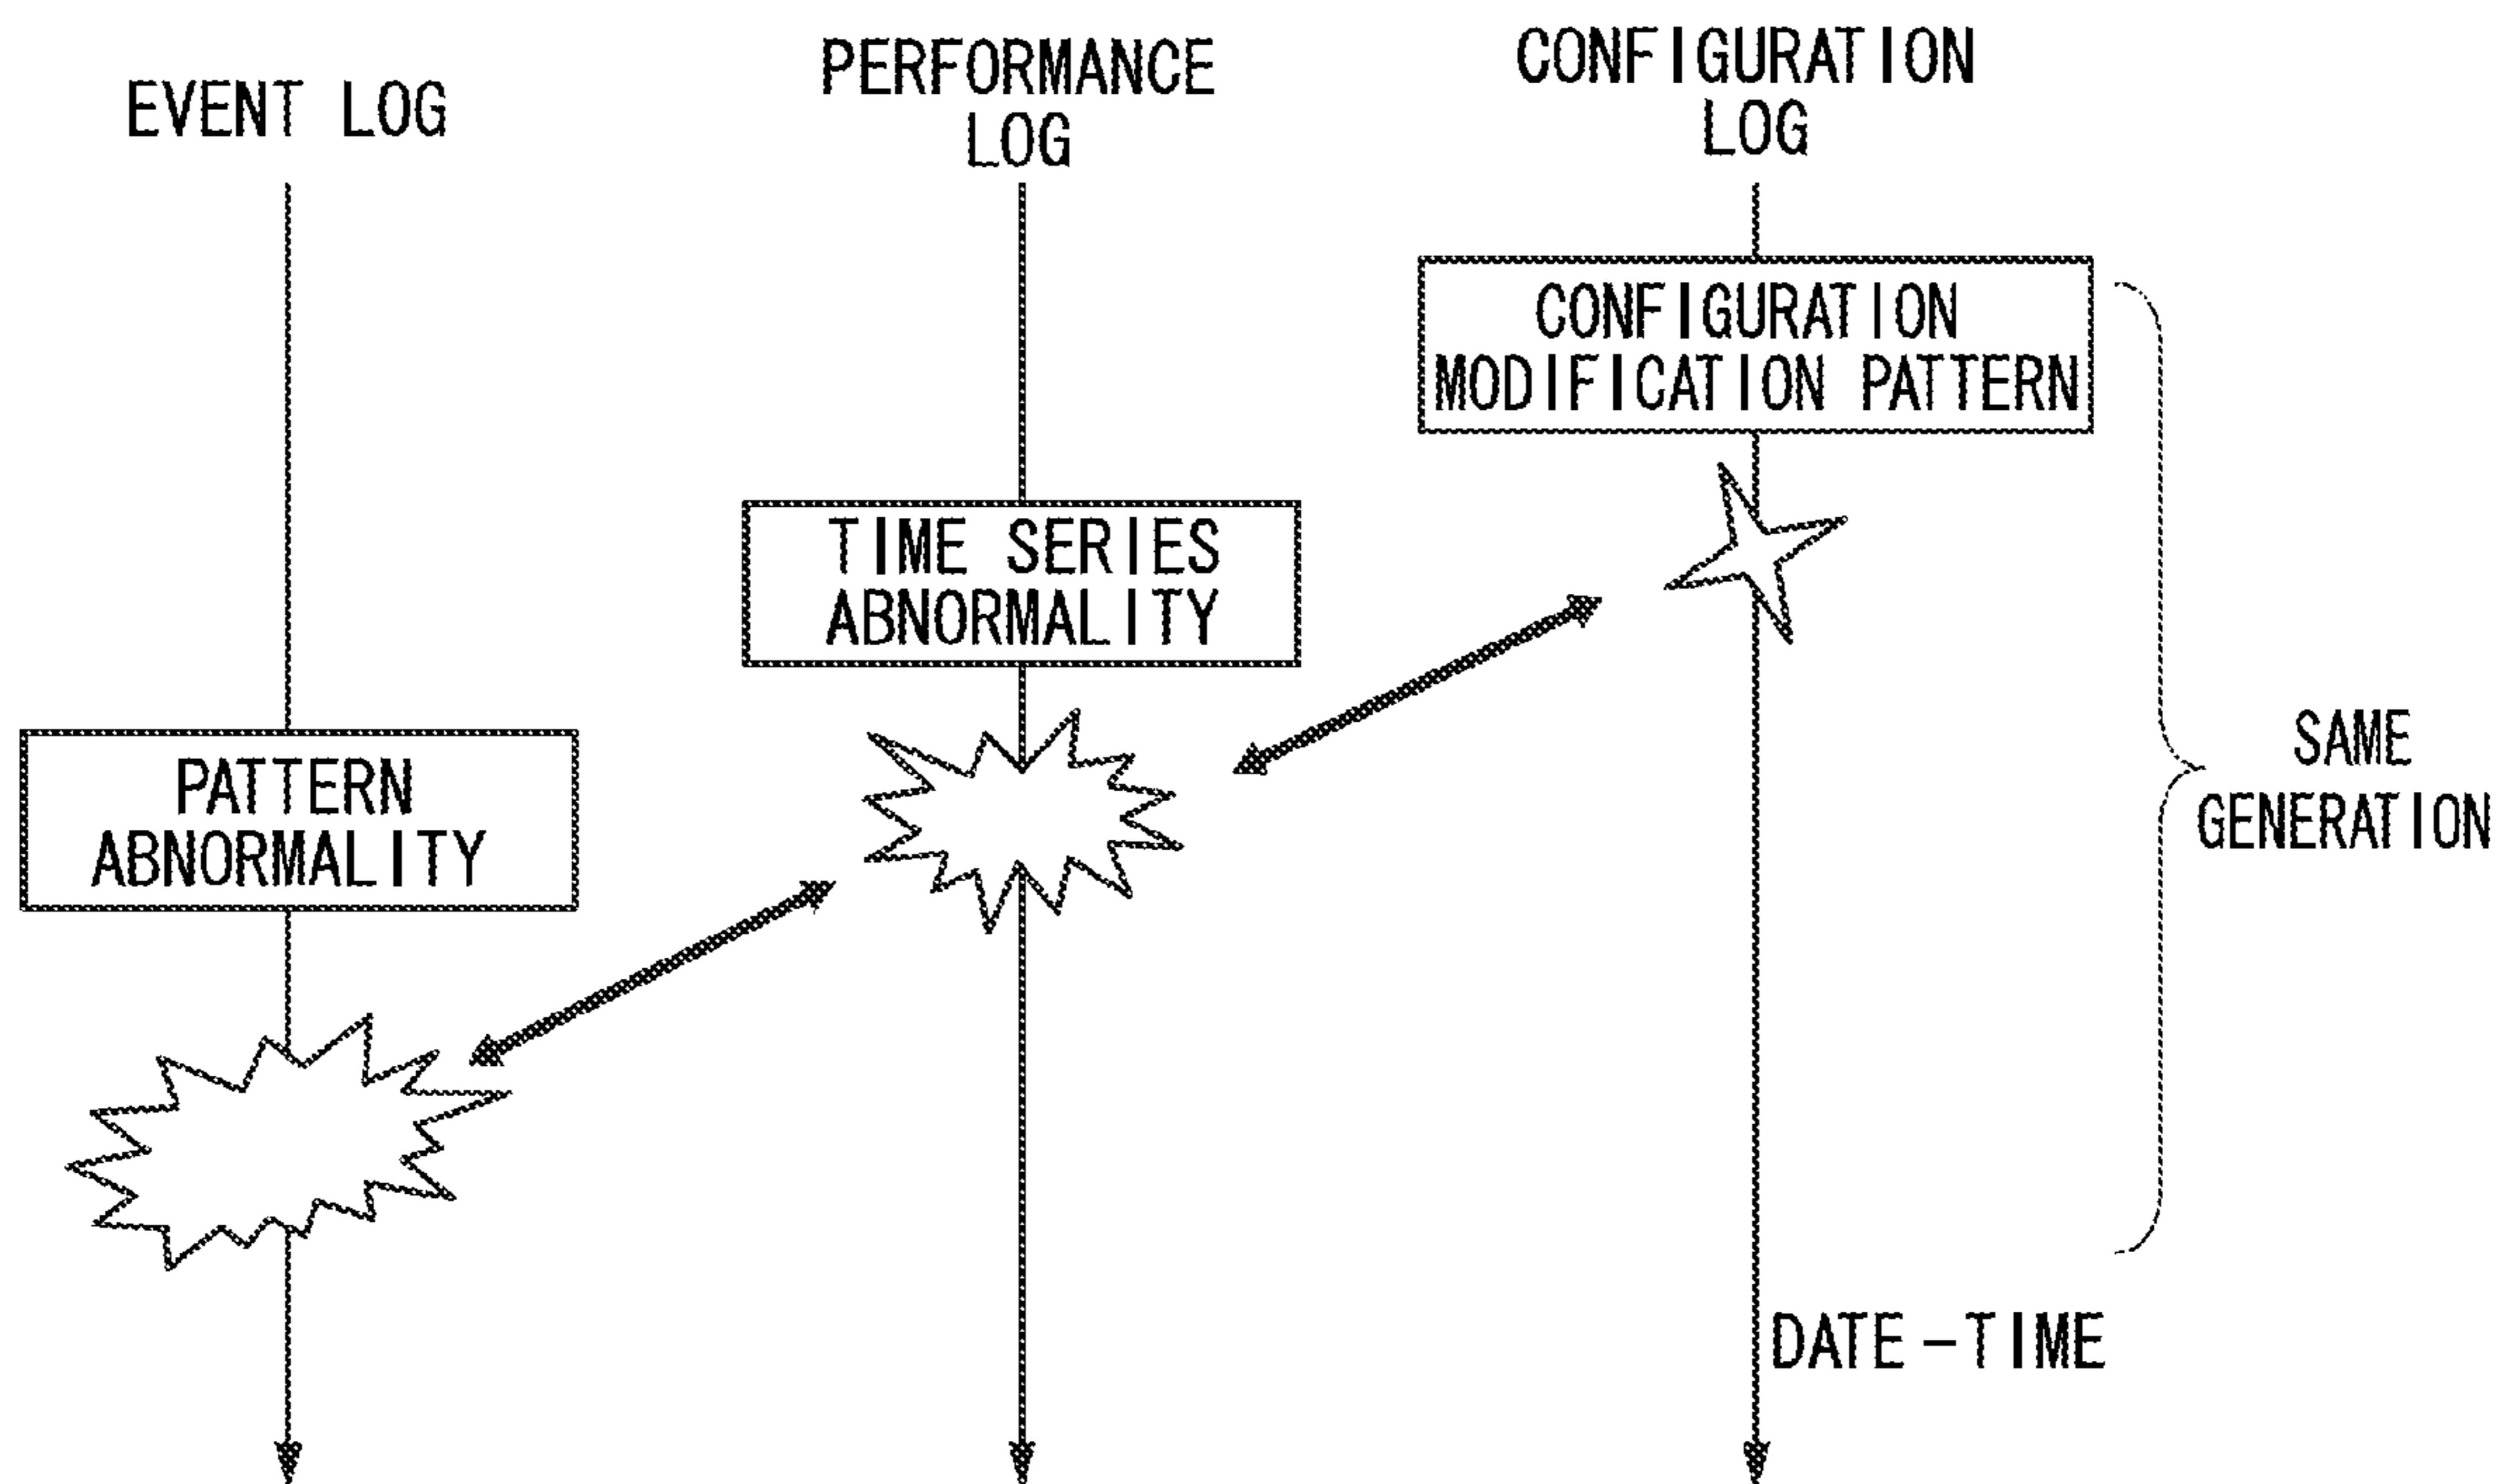 EVENT LOG
PERFORMANCE
LOG
CONFIGURATION
LOG
CONFIGURATION
MODIFICATION PATTERN
TIME SERIES
ABNORMALITY
PATTERN
ABNORMALITY
SAME
GENERATION
DATE-TIME